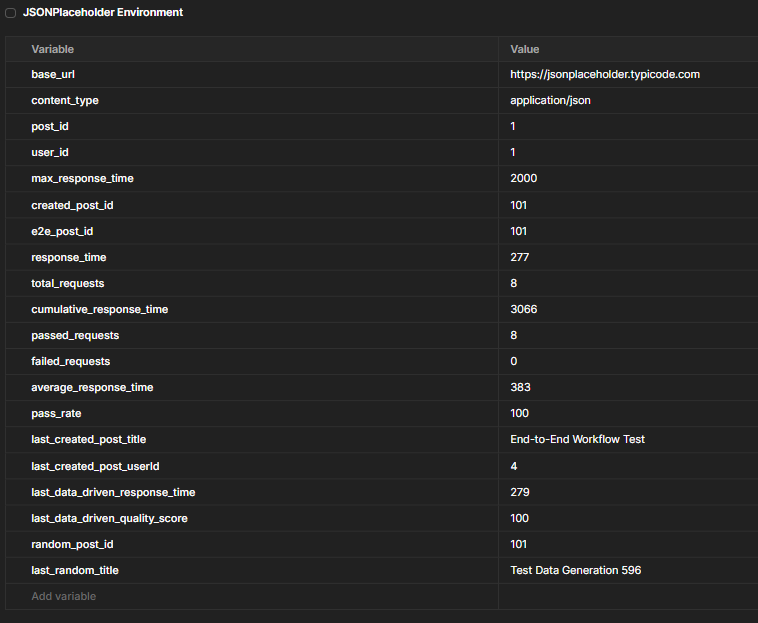 JSONPlaceholder Environment
Variable Value
base_url https://jsonplaceholder.typicode.com
content_type application/json
post_id 1
user_id 1
max_response_time 2000
created_post_id 101
e2e_post_id 101
response_time 277
total_requests 8
cumulative_response_time 3066
passed_requests 8
failed_requests 0
average_response_time 383
pass_rate 100
last_created_post_title End-to-End Workflow Test
last_created_post_userId 4
last_data_driven_response_time 279
last_data_driven_quality_score 100
random_post_id 101
last_random_title Test Data Generation 596
Add variable